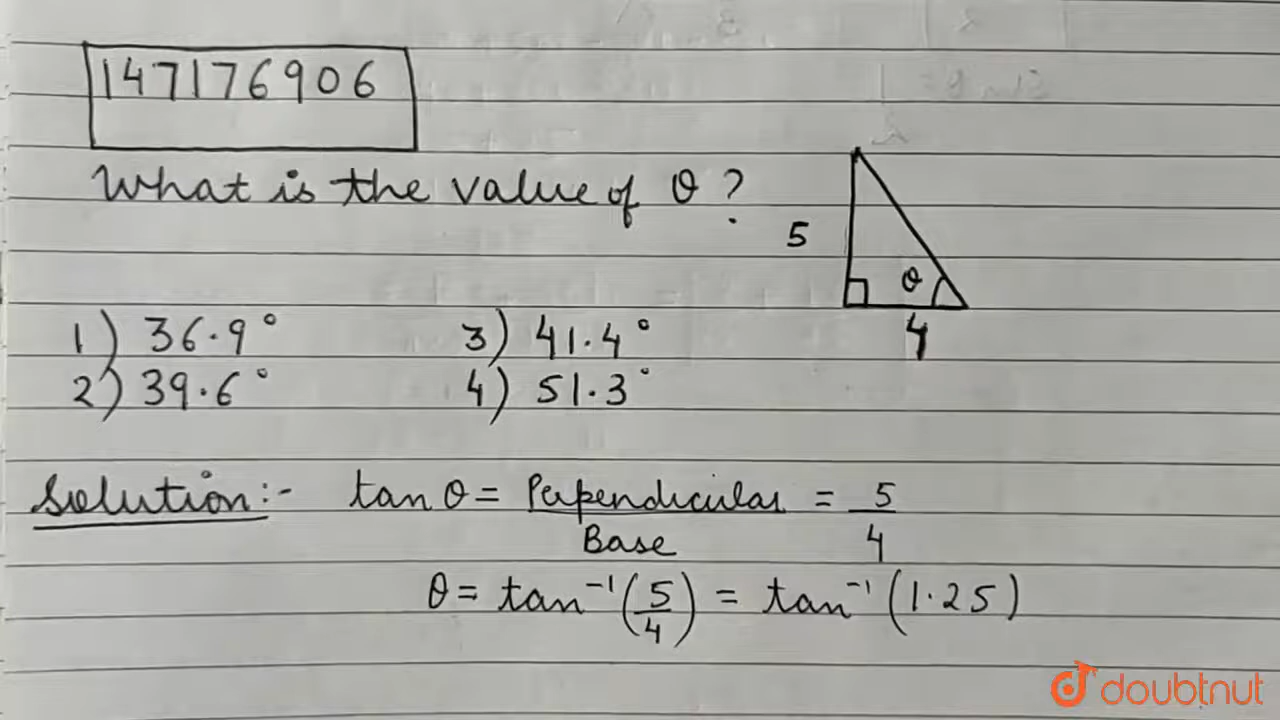 147176906
What is the value of θ ?
5
θ
4
1) 36.9°
3) 41.4°
2) 39.6°
4) 51.3°
Solution:- tan θ = Perpendicular/Base = 5/4
θ = tan⁻¹(5/4) = tan⁻¹(1.25)
doubtnut